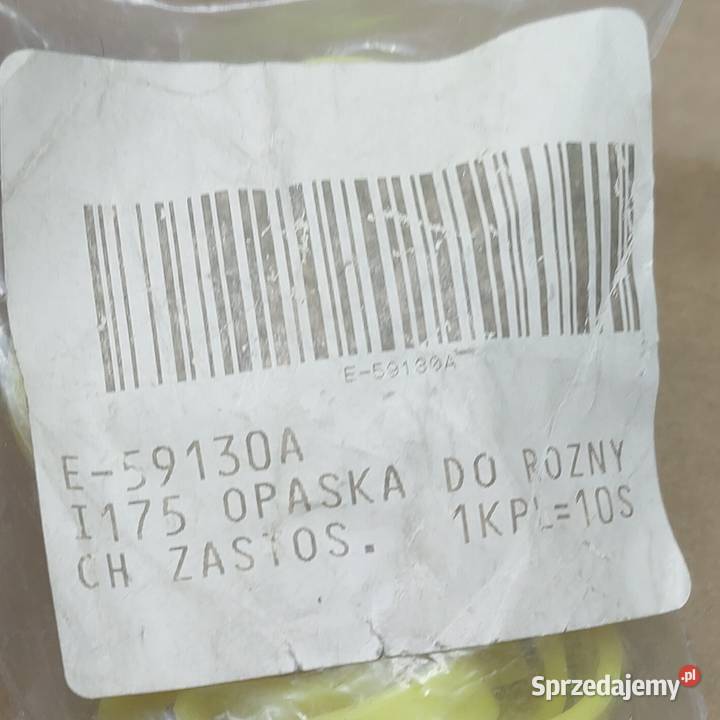 E-59130A
E-59130A
I175 OPASKA DO ROZNY
CH ZASTOS. 1KPL=10S
Sprzedajemy.pl